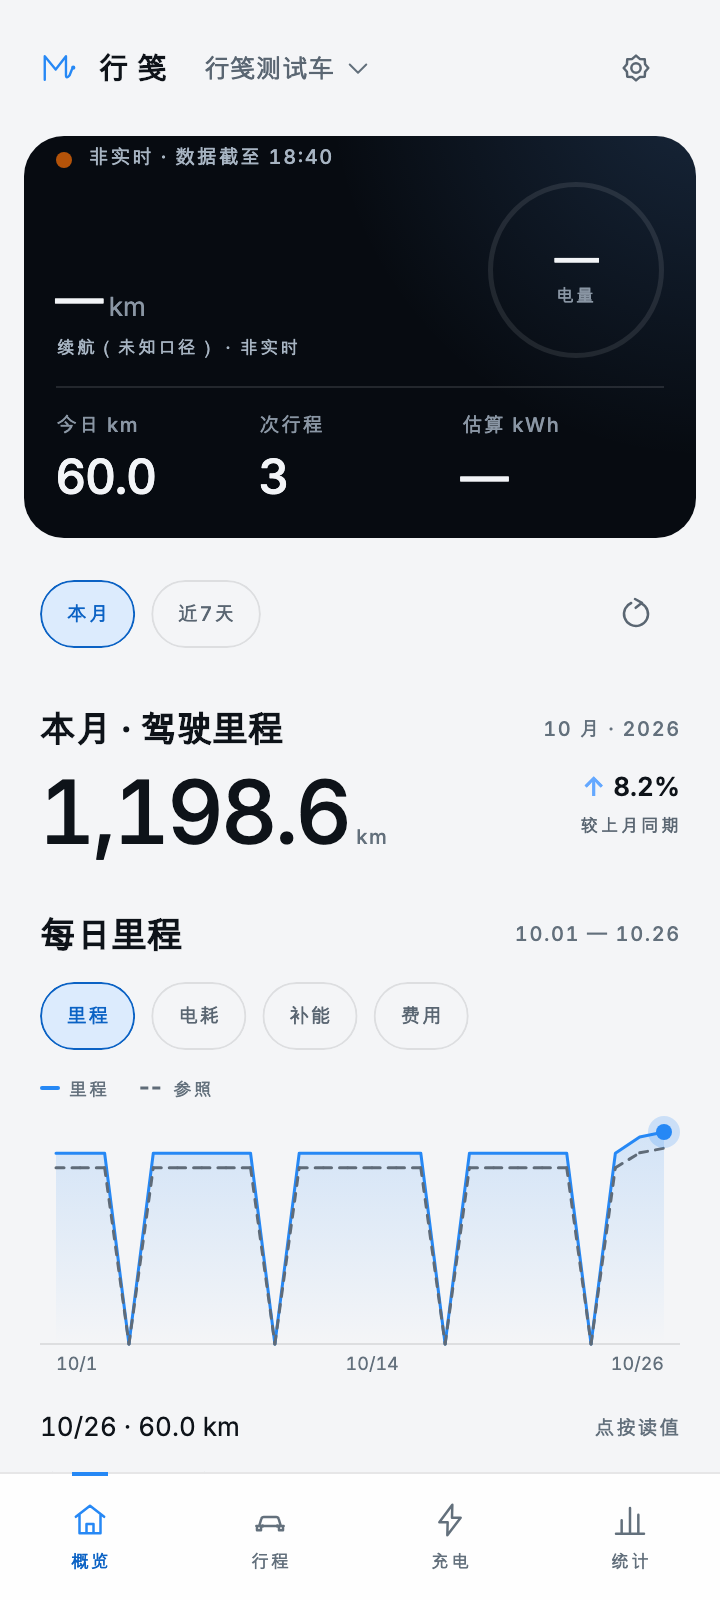 行笺 行笺测试车
非实时 · 数据截至 18:40
— km
— 电量
续航 ( 未知口径 ) · 非实时
今日 km 次行程 估算 kWh
60.0 3 —
本月 近7天
本月 · 驾驶里程 10 月 · 2026
1,198.6 km ↑ 8.2%
较上月同期
每日里程 10.01 — 10.26
里程 电耗 补能 费用
里程 参照
10/1 10/14 10/26
10/26 · 60.0 km 点按读值
概览 行程 充电 统计